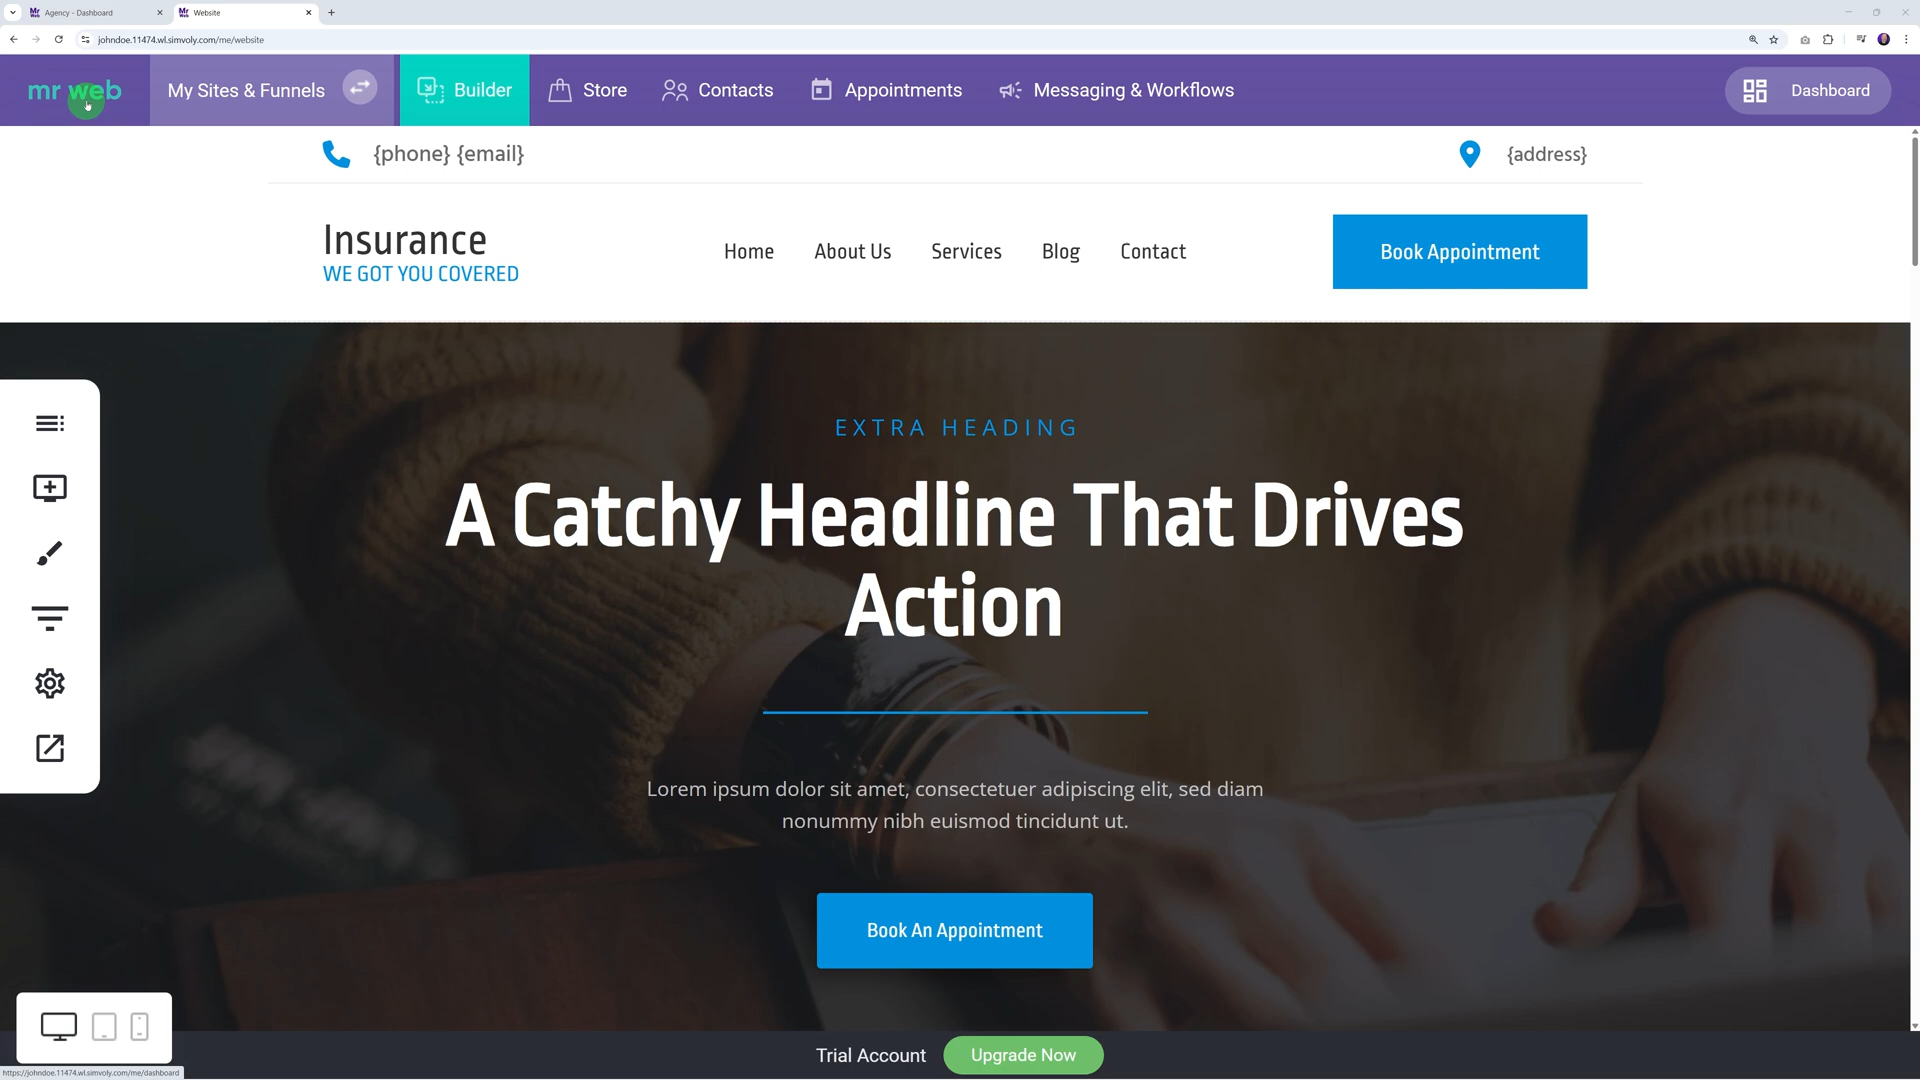 Agency - Dashboard
Website
johndoe.11474.wl.simvoly.com/me/website
mr web
My Sites & Funnels
Builder
Store
Contacts
Appointments
Messaging & Workflows
Dashboard
{phone} {email}
{address}
Insurance
WE GOT YOU COVERED
Home
About Us
Services
Blog
Contact
Book Appointment
EXTRA HEADING
A Catchy Headline That Drives
Action
Lorem ipsum dolor sit amet, consectetuer adipiscing elit, sed diam
nonummy nibh euismod tincidunt ut.
Book An Appointment
Trial Account
Upgrade Now
https://johndoe.11474.wl.simvoly.com/me/dashboard